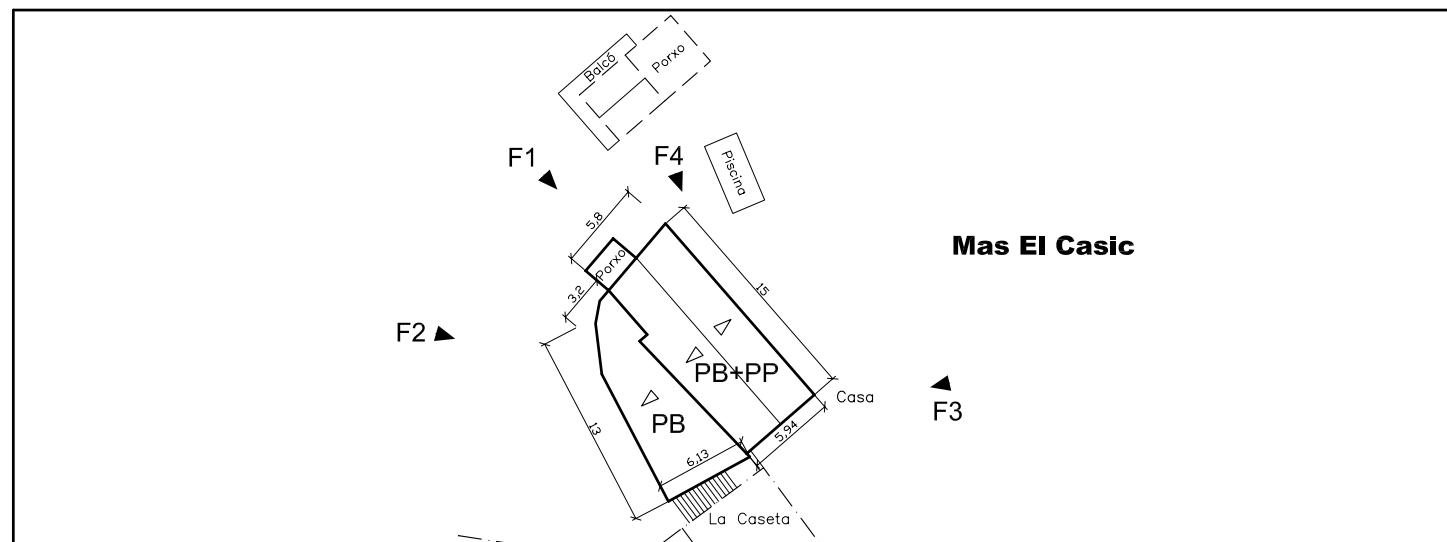 Balcó
Porxo
F1
F4
Piscina
5,8
Mas El Casic
Porxo
3,2
15
F2
PB+PP
Casa
F3
PB
13
5,94
6,13
La Caseta